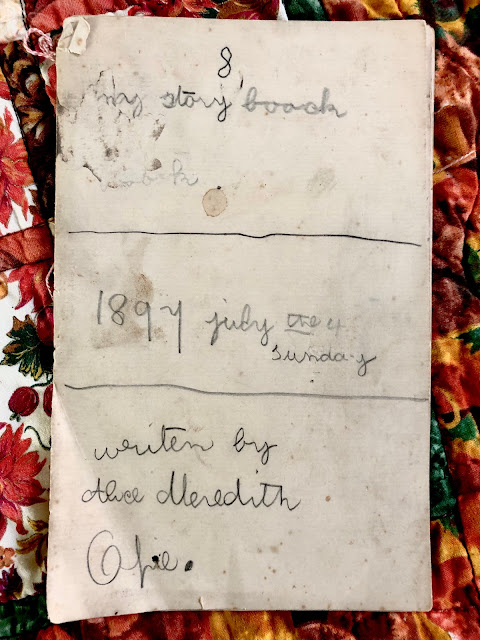 8,
my story boock
1897 july the 4
sunday
writen by
Alice Meredith
Opie.